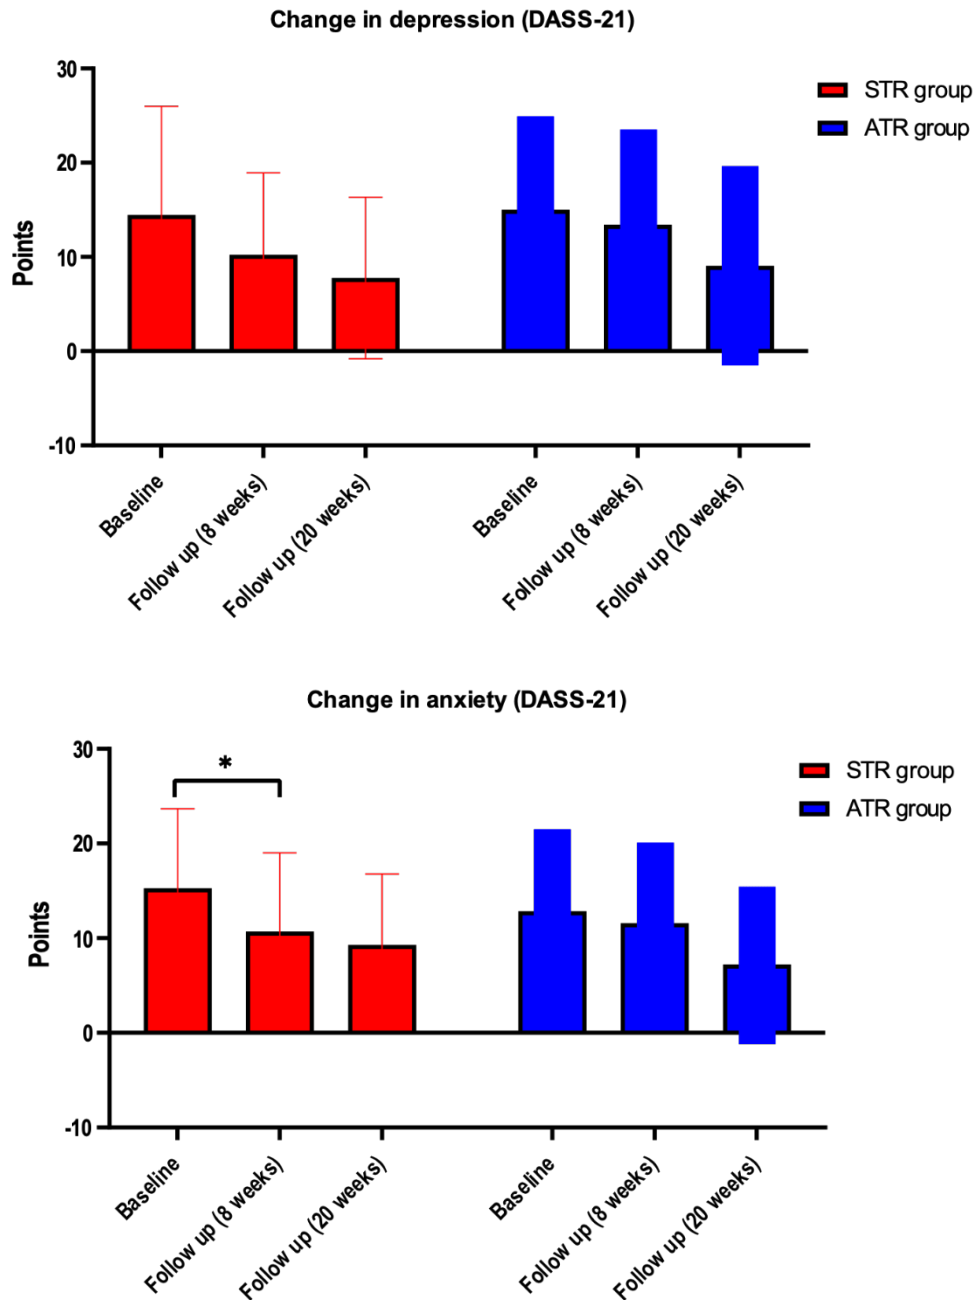 Change in depression (DASS-21)
30
20
10
0
-10
Points
STR group
ATR group
Baseline
Follow up (8 weeks)
Follow up (20 weeks)
Baseline
Follow up (8 weeks)
Follow up (20 weeks)
Change in anxiety (DASS-21)
30
20
10
0
-10
Points
*
STR group
ATR group
Baseline
Follow up (8 weeks)
Follow up (20 weeks)
Baseline
Follow up (8 weeks)
Follow up (20 weeks)